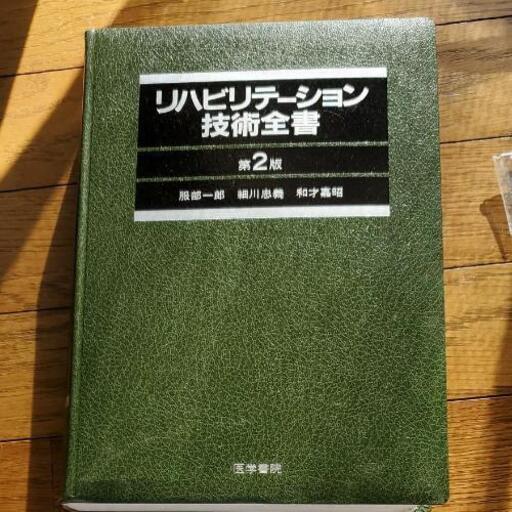 リハビリテーション
技術全書
第2版
服部一郎 細川忠義 和才嘉昭
医学書院